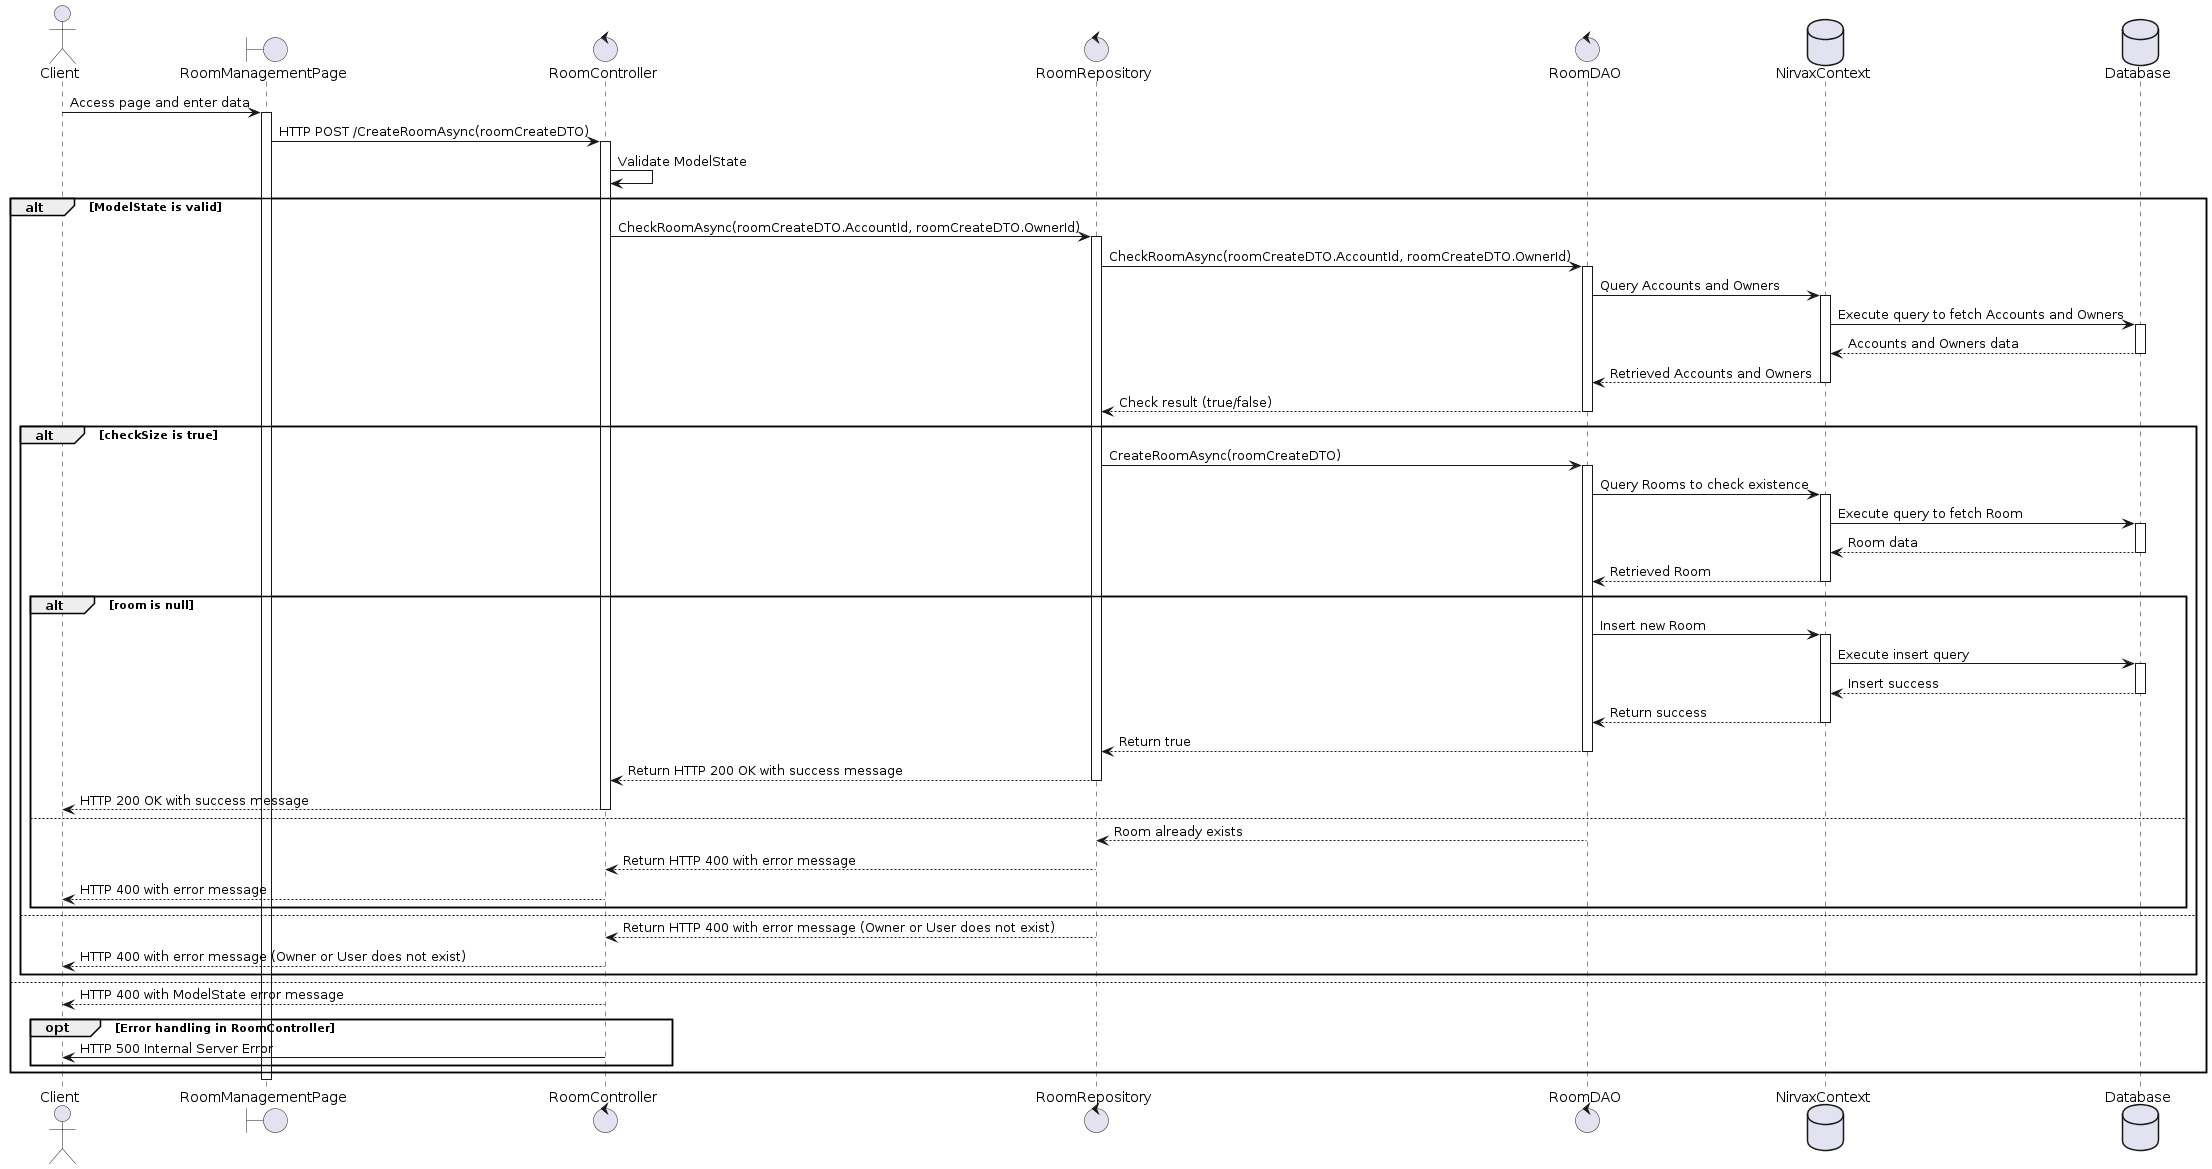 Client RoomManagementPage RoomController RoomRepository RoomDAO NirvaxContext Database
Access page and enter data
HTTP POST /CreateRoomAsync(roomCreateDTO)
Validate ModelState
alt [ModelState is valid]
CheckRoomAsync(roomCreateDTO.AccountId, roomCreateDTO.OwnerId)
CheckRoomAsync(roomCreateDTO.AccountId, roomCreateDTO.OwnerId)
Query Accounts and Owners
Execute query to fetch Accounts and Owners
Accounts and Owners data
Retrieved Accounts and Owners
Check result (true/false)
alt [checkSize is true]
CreateRoomAsync(roomCreateDTO)
Query Rooms to check existence
Execute query to fetch Room
Room data
Retrieved Room
alt [room is null]
Insert new Room
Execute insert query
Insert success
Return success
Return true
Return HTTP 200 OK with success message
HTTP 200 OK with success message
Room already exists
Return HTTP 400 with error message
HTTP 400 with error message
Return HTTP 400 with error message (Owner or User does not exist)
HTTP 400 with error message (Owner or User does not exist)
HTTP 400 with ModelState error message
opt [Error handling in RoomController]
HTTP 500 Internal Server Error
Client RoomManagementPage RoomController RoomRepository RoomDAO NirvaxContext Database